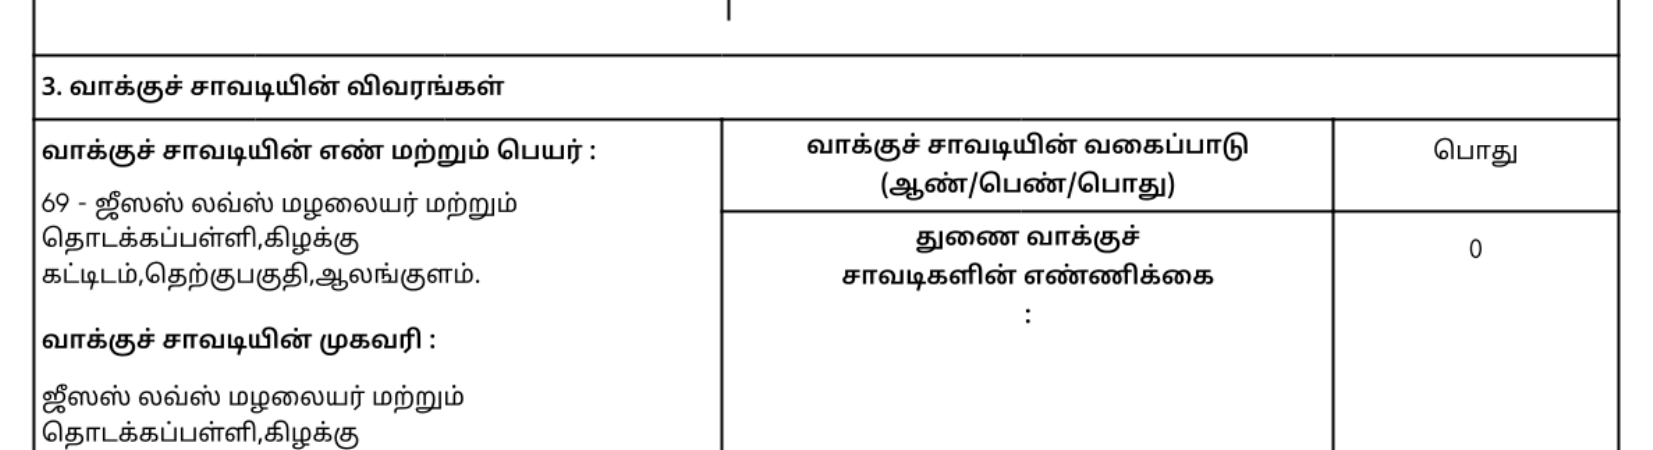 3. வாக்குச் சாவடியின் விவரங்கள்
வாக்குச் சாவடியின் எண் மற்றும் பெயர் :
69 - ஜீஸஸ் லவ்ஸ் மழலையர் மற்றும்
தொடக்கப்பள்ளி,கிழக்கு
கட்டிடம்,தெற்குபகுதி,ஆலங்குளம்.
வாக்குச் சாவடியின் முகவரி :
ஜீஸஸ் லவ்ஸ் மழலையர் மற்றும்
தொடக்கப்பள்ளி,கிழக்கு
வாக்குச் சாவடியின் வகைப்பாடு
(ஆண்/பெண்/பொது)
பொது
துணை வாக்குச்
சாவடிகளின் எண்ணிக்கை
:
0